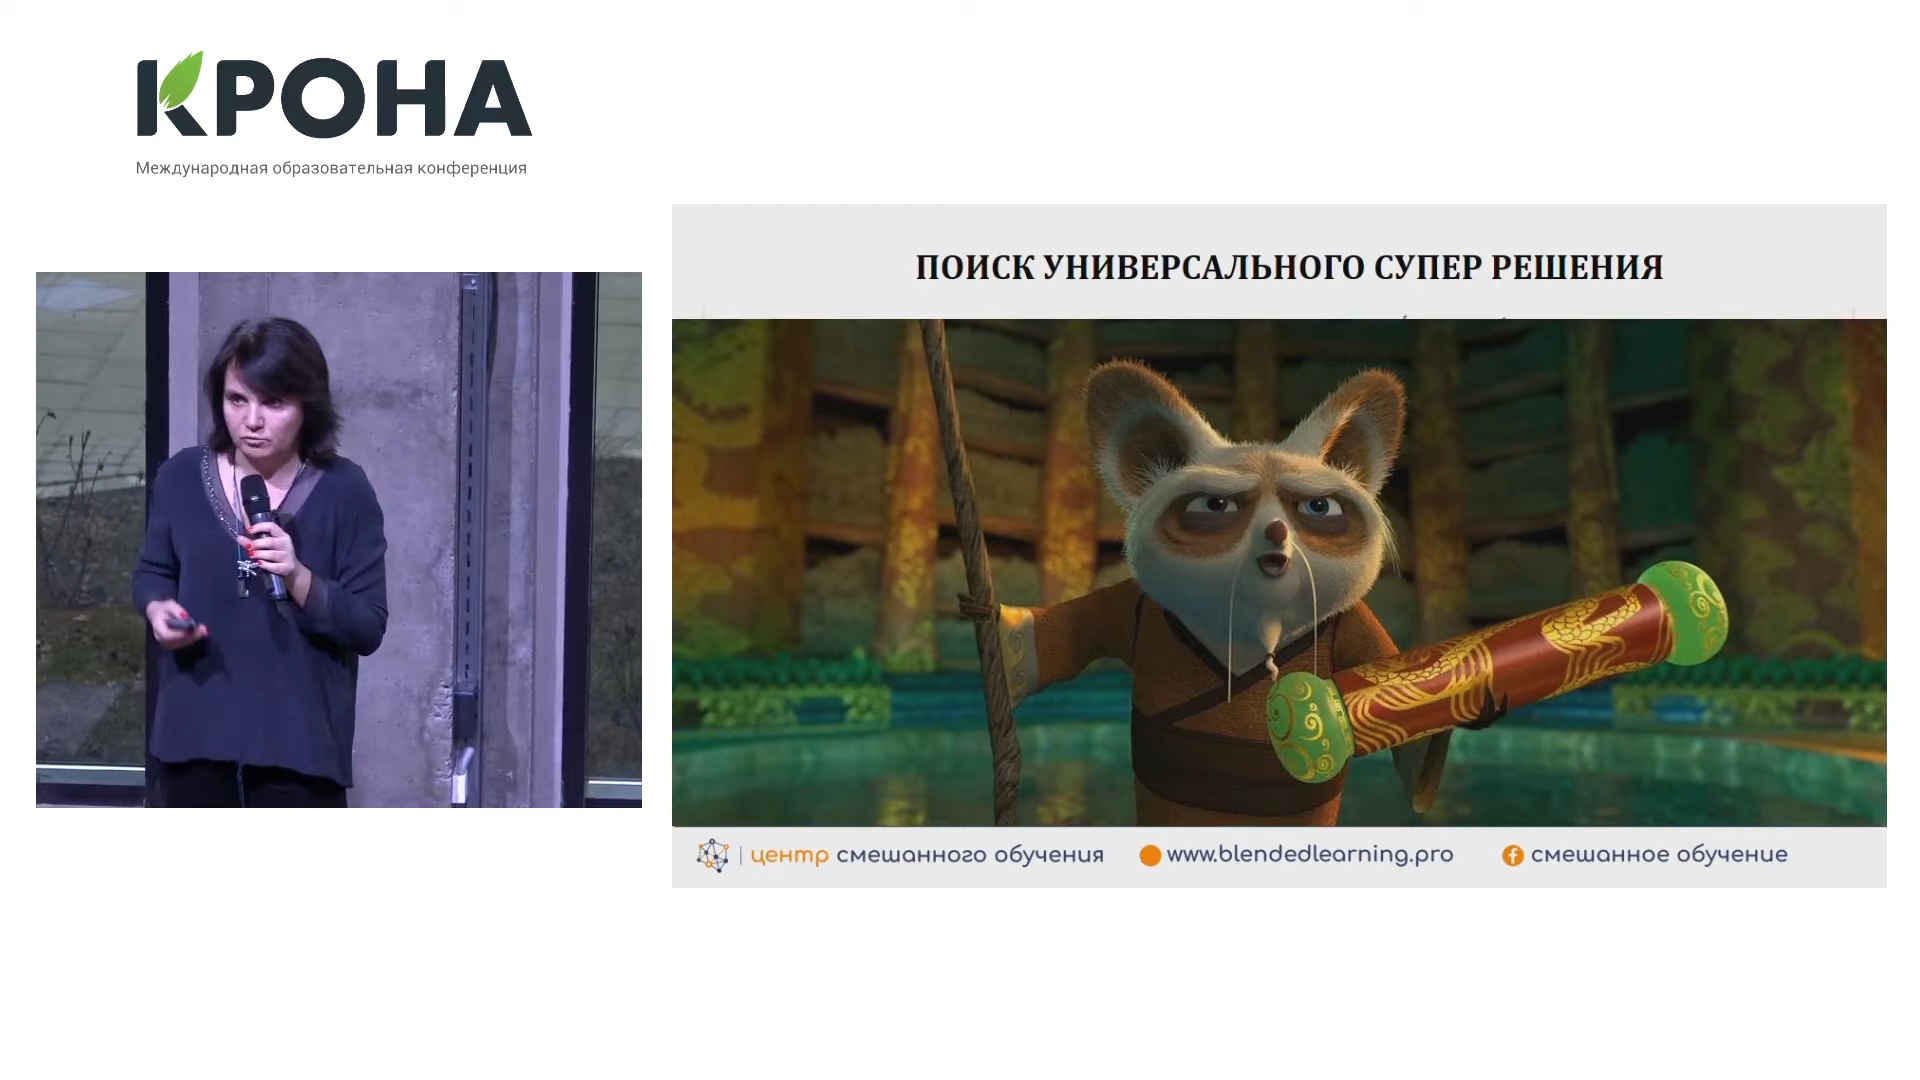 КРОНА
Международная образовательная конференция
ПОИСК УНИВЕРСАЛЬНОГО СУПЕР РЕШЕНИЯ
центр смешанного обучения
www.blendedlearning.pro
смешанное обучение